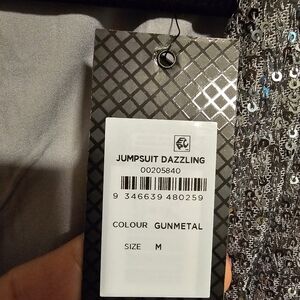 JUMPSUIT DAZZLING
00205840
9 346639 480259
COLOUR GUNMETAL
SIZE M